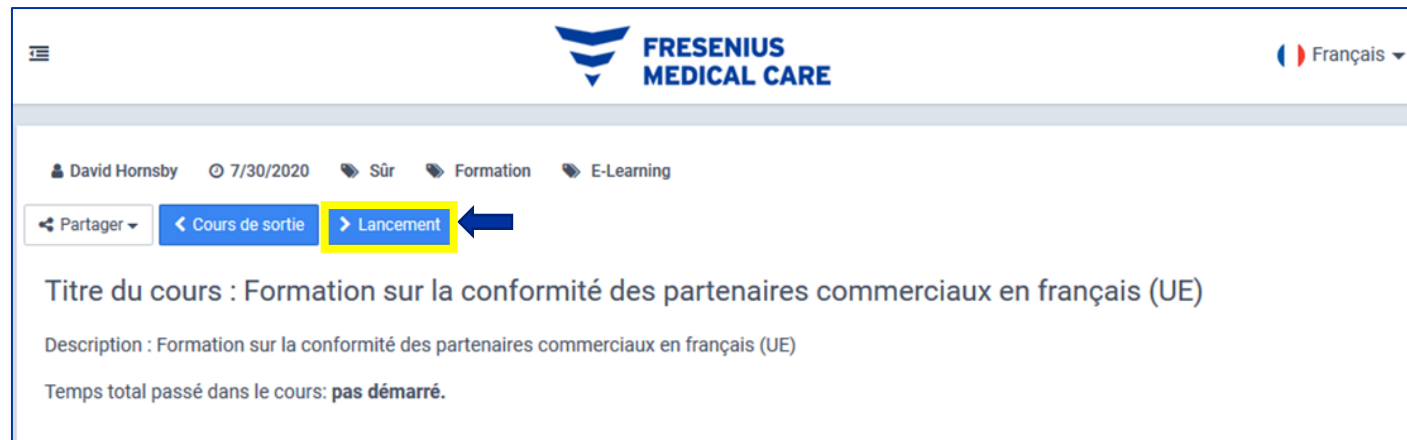 FRESENIUS
MEDICAL CARE
Français
David Hornsby 7/30/2020 Sûr Formation E-Learning
Partager Cours de sortie Lancement
Titre du cours : Formation sur la conformité des partenaires commerciaux en français (UE)
Description : Formation sur la conformité des partenaires commerciaux en français (UE)
Temps total passé dans le cours: pas démarré.